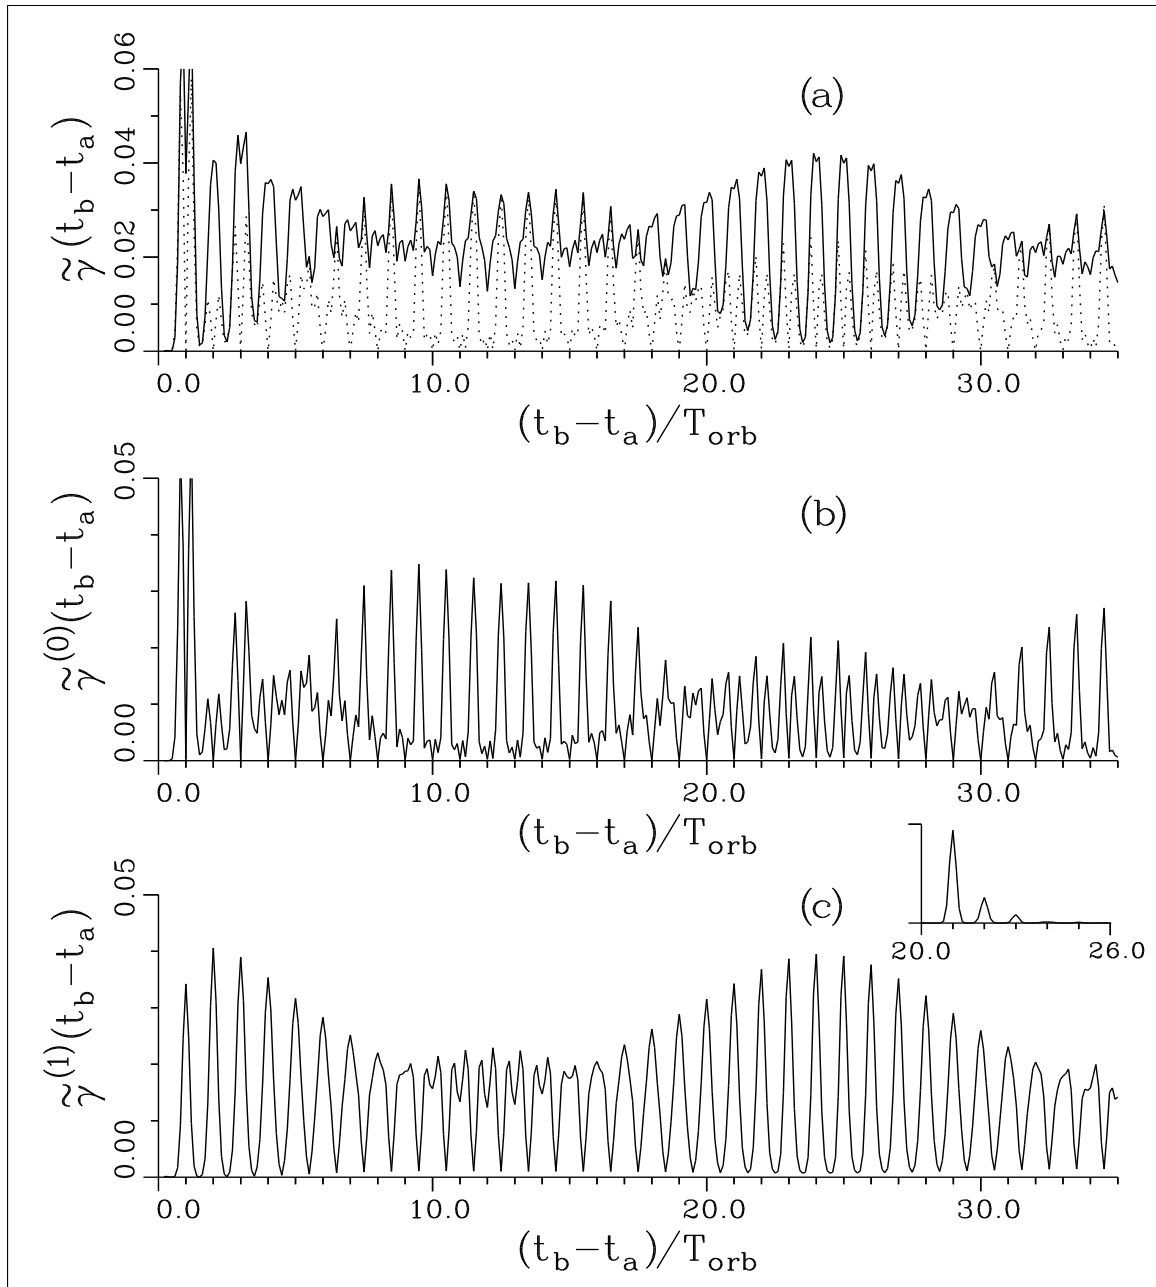 (a)
0.06
0.04
0.02
0.00
γ̃(t_b−t_a)
0.0 10.0 20.0 30.0
(t_b−t_a)/T_orb
(b)
0.05
0.00
γ̃^(0)(t_b−t_a)
0.0 10.0 20.0 30.0
(t_b−t_a)/T_orb
(c)
20.0 26.0
0.05
0.00
γ̃^(1)(t_b−t_a)
0.0 10.0 20.0 30.0
(t_b−t_a)/T_orb